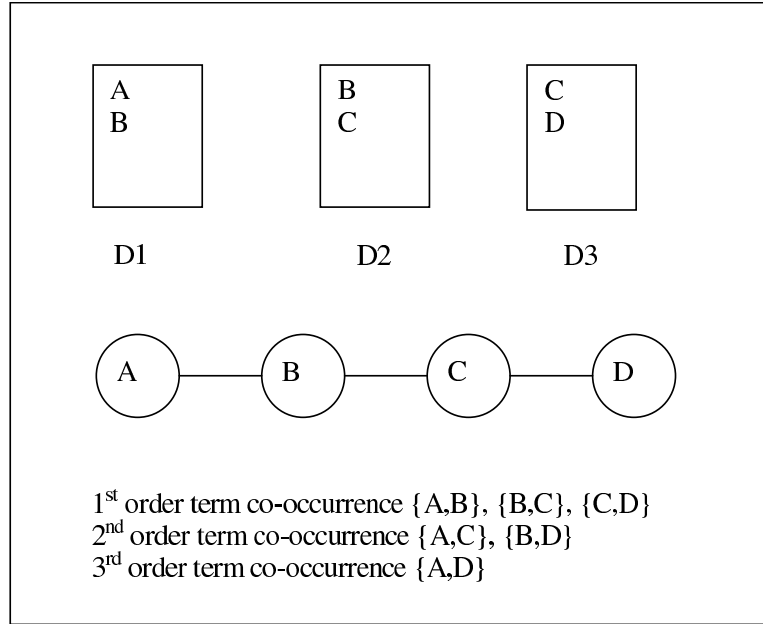 A
B
B
C
C
D
D1 D2 D3
A B C D
1st order term co-occurrence {A,B}, {B,C}, {C,D}
2nd order term co-occurrence {A,C}, {B,D}
3rd order term co-occurrence {A,D}